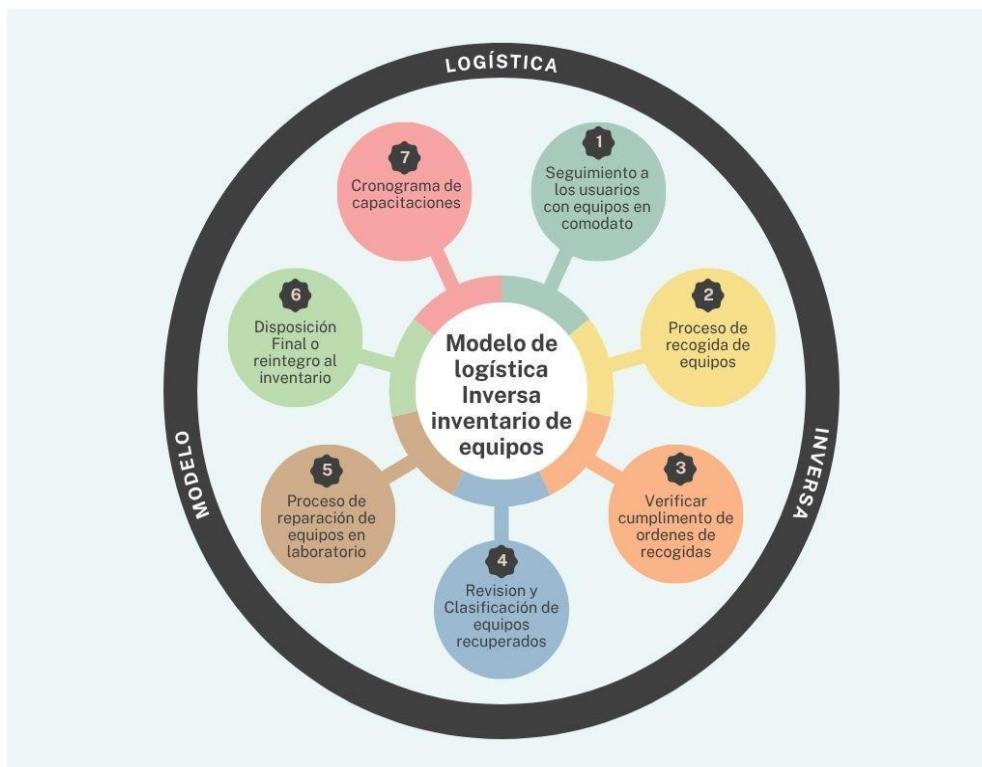 LOGÍSTICA
MODELO
INVERSA
Modelo de
logística
Inversa
inventario de
equipos
1
Seguimiento a
los usuarios
con equipos en
comodato
2
Proceso de
recogida de
equipos
3
Verificar
cumplimento de
ordenes de
recogidas
4
Revision y
Clasificación de
equipos
recuperados
5
Proceso de
reparación de
equipos en
laboratorio
6
Disposición
Final o
reintegro al
inventario
7
Cronograma de
capacitaciones